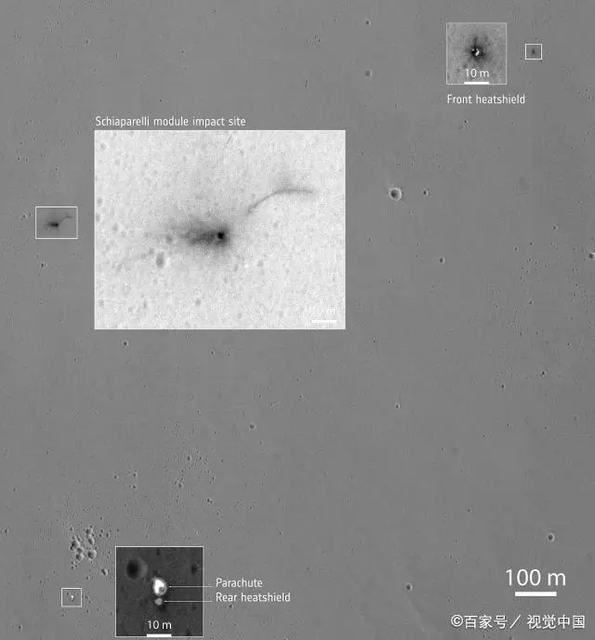 10 m
Front heatshield
Schiaparelli module impact site
Parachute
Rear heatshield
10 m
100 m
©百家号／视觉中国